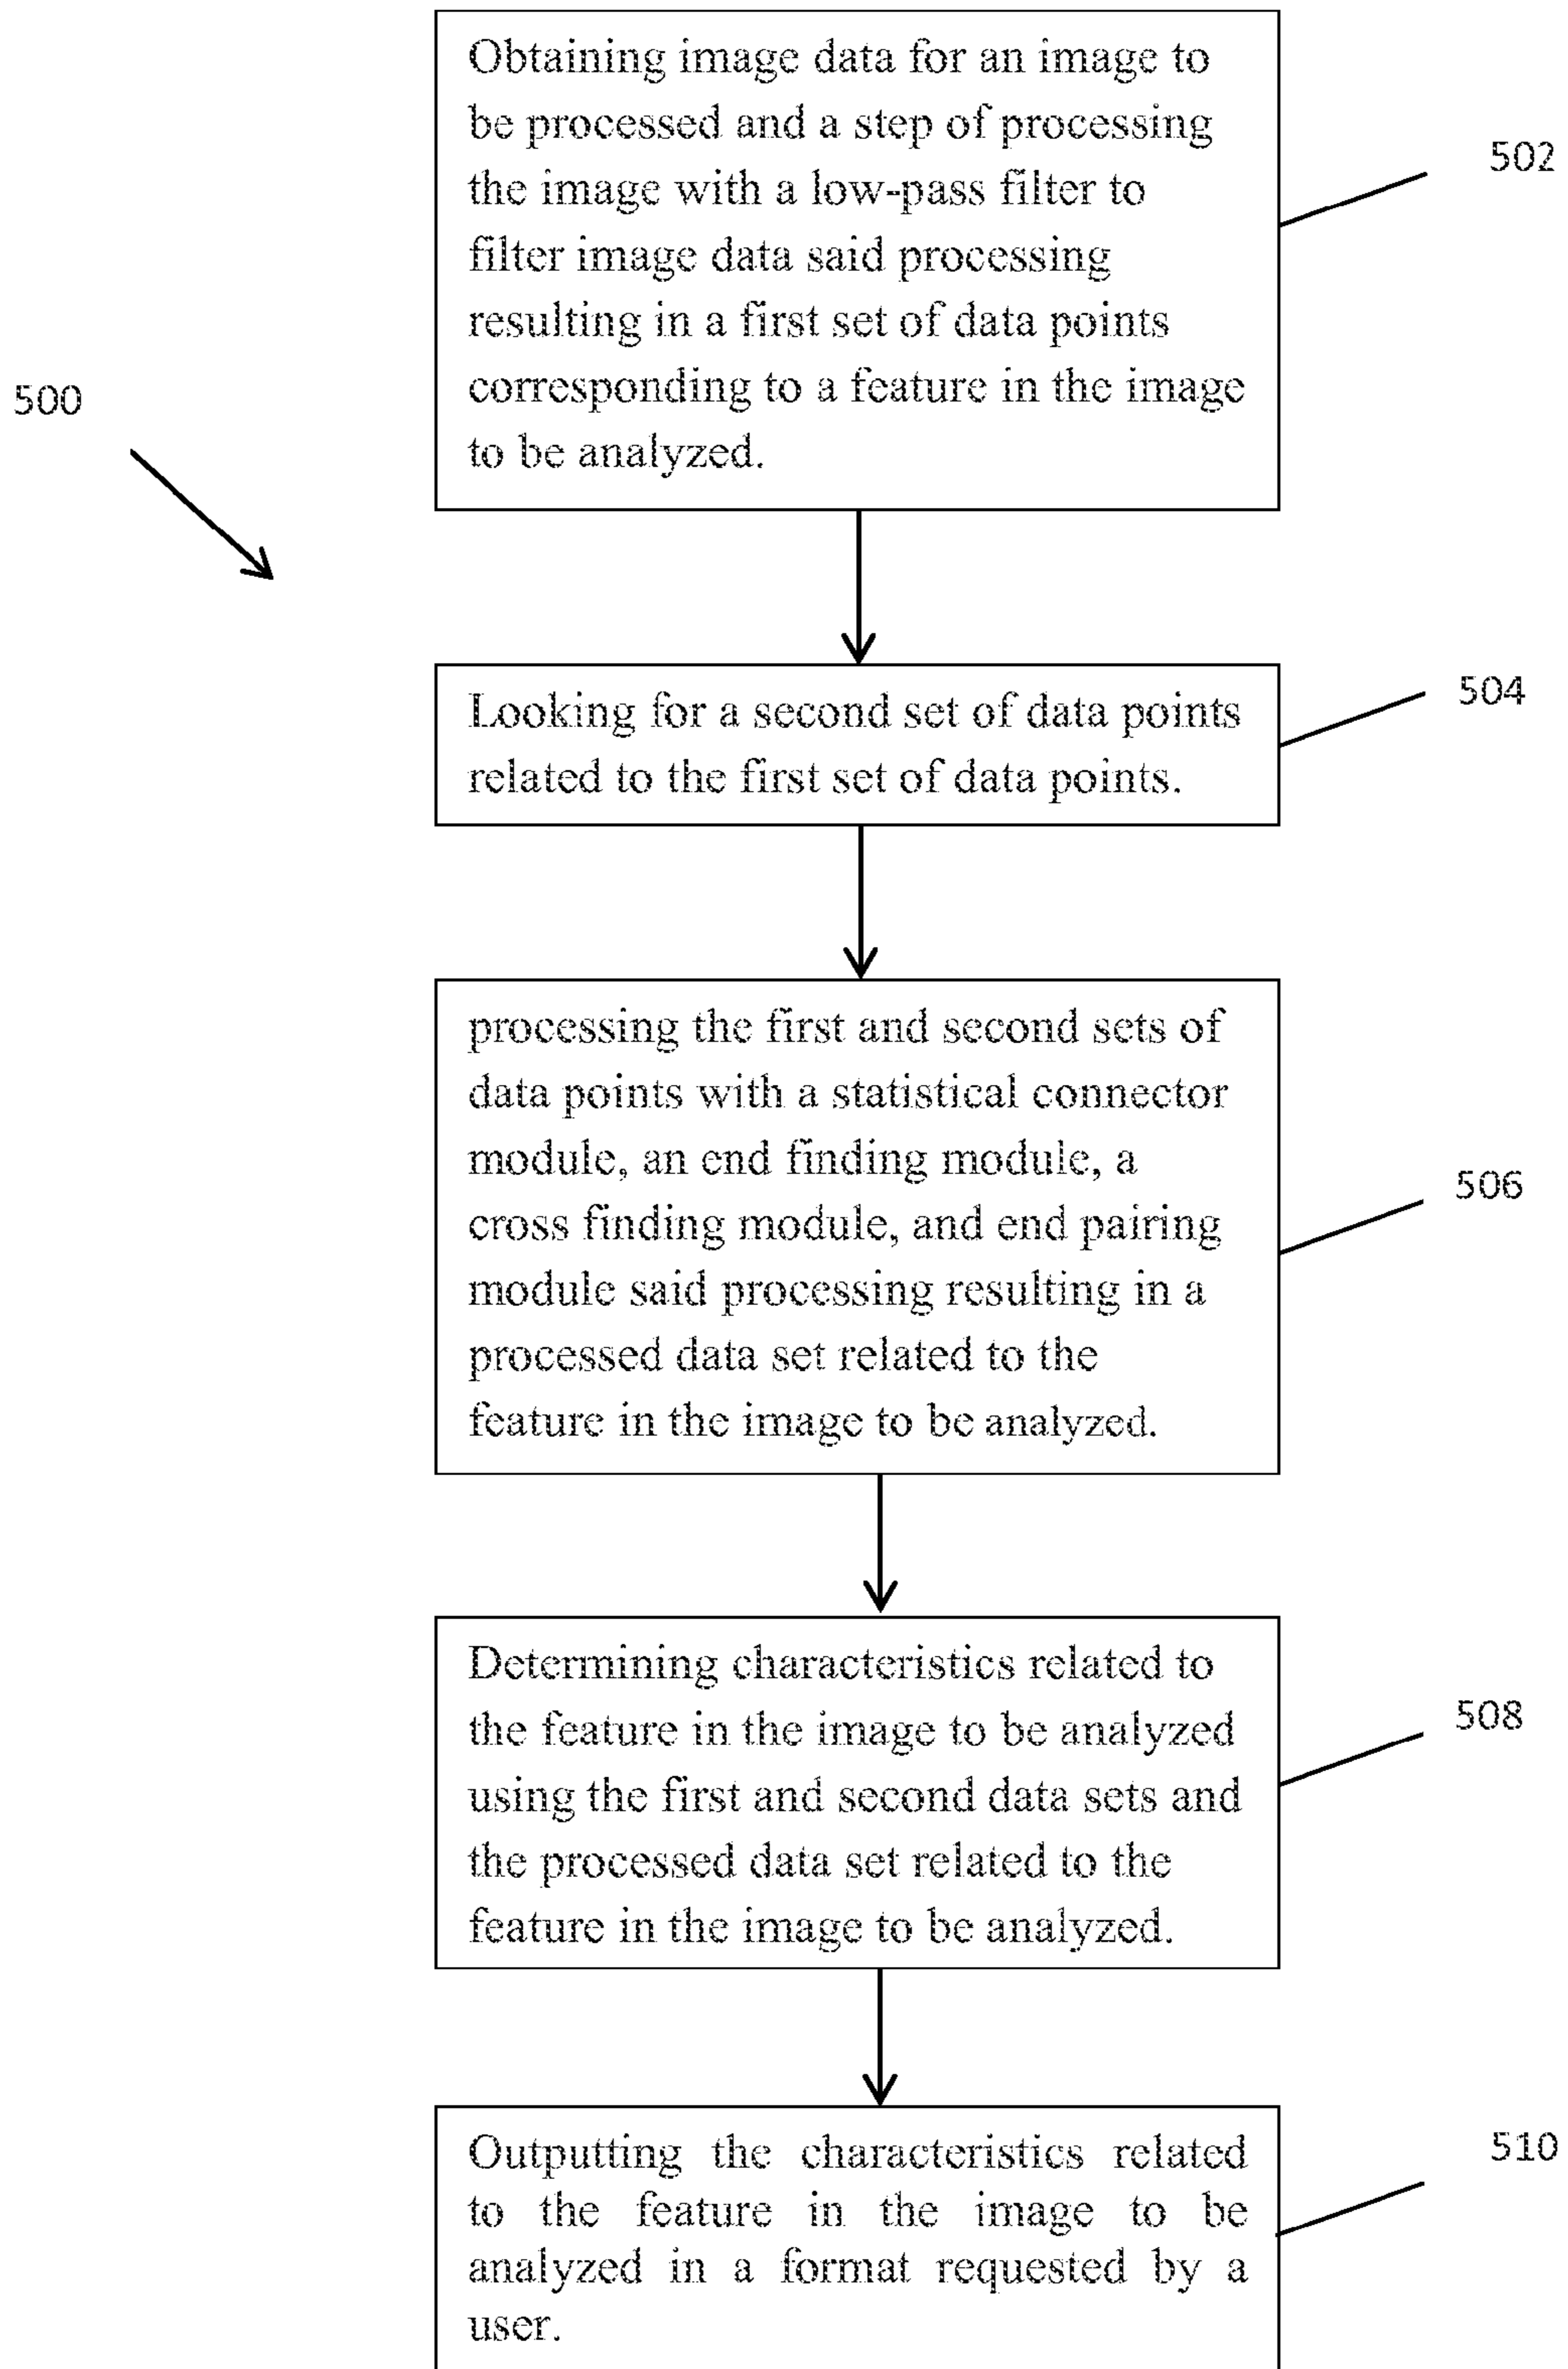 Obtaining image data for an image to
be processed and a step of processing
the image with a low-pass filter to
filter image data said processing
resulting in a first set of data points
corresponding to a feature in the image
to be analyzed.
502
500
Looking for a second set of data points
related to the first set of data points.
504
processing the first and second sets of
data points with a statistical connector
module, an end finding module, a
cross finding module, and end pairing
module said processing resulting in a
processed data set related to the
feature in the image to be analyzed.
506
Determining characteristics related to
the feature in the image to be analyzed
using the first and second data sets and
the processed data set related to the
feature in the image to be analyzed.
508
Outputting the characteristics related
to the feature in the image to be
analyzed in a format requested by a
user.
510